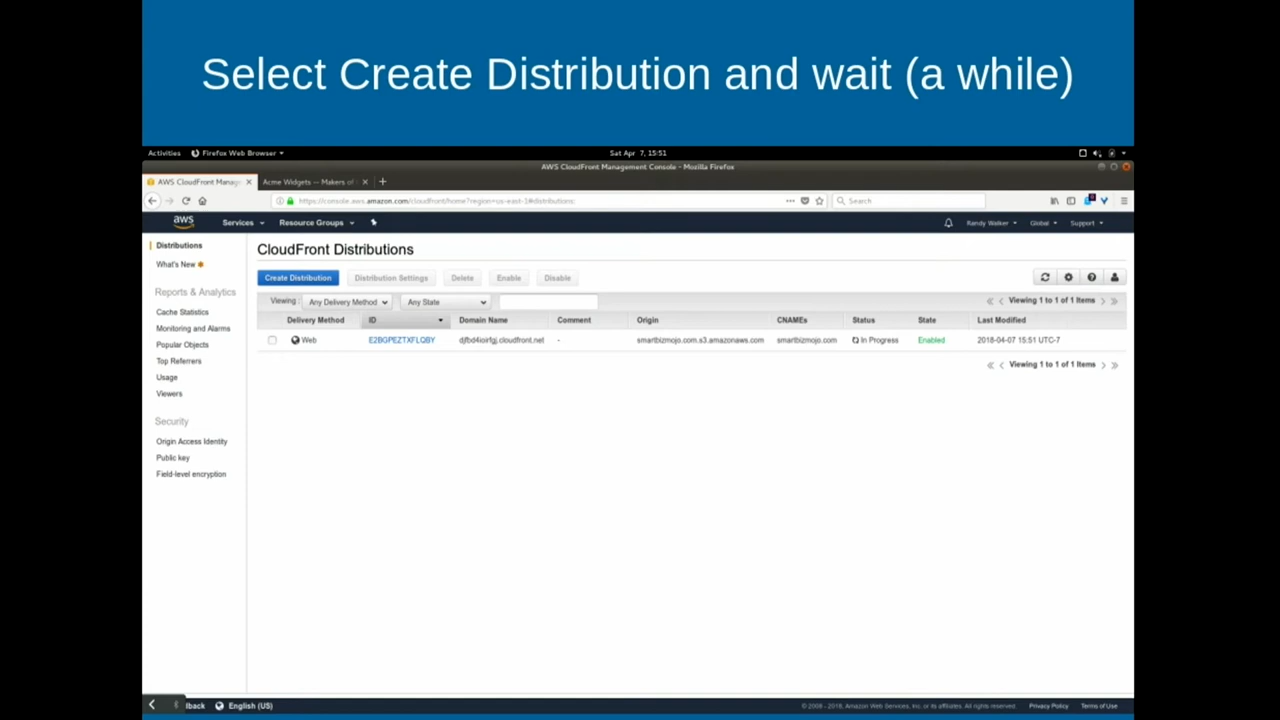 Select Create Distribution and wait (a while)
Activities Firefox Web Browser Sat Apr 7, 15:51
AWS CloudFront Management Console - Mozilla Firefox
AWS CloudFront Manage Acme Widgets -- Makers of
https://console.aws.amazon.com/cloudfront/home?region=us-east-1#distributions: Search
aws Services Resource Groups Randy Walker Global Support
Distributions
What's New
Reports & Analytics
Cache Statistics
Monitoring and Alarms
Popular Objects
Top Referrers
Usage
Viewers
Security
Origin Access Identity
Public key
Field-level encryption
CloudFront Distributions
Create Distribution Distribution Settings Delete Enable Disable
Viewing : Any Delivery Method Any State Viewing 1 to 1 of 1 Items
Delivery Method ID Domain Name Comment Origin CNAMEs Status State Last Modified
Web E2BGPEZTXFLQBY djfbd4ioirfgj.cloudfront.net - smartbizmojo.com.s3.amazonaws.com smartbizmojo.com In Progress Enabled 2018-04-07 15:51 UTC-7
Viewing 1 to 1 of 1 Items
dback English (US) © 2008 - 2018, Amazon Web Services, Inc. or its affiliates. All rights reserved. Privacy Policy Terms of Use